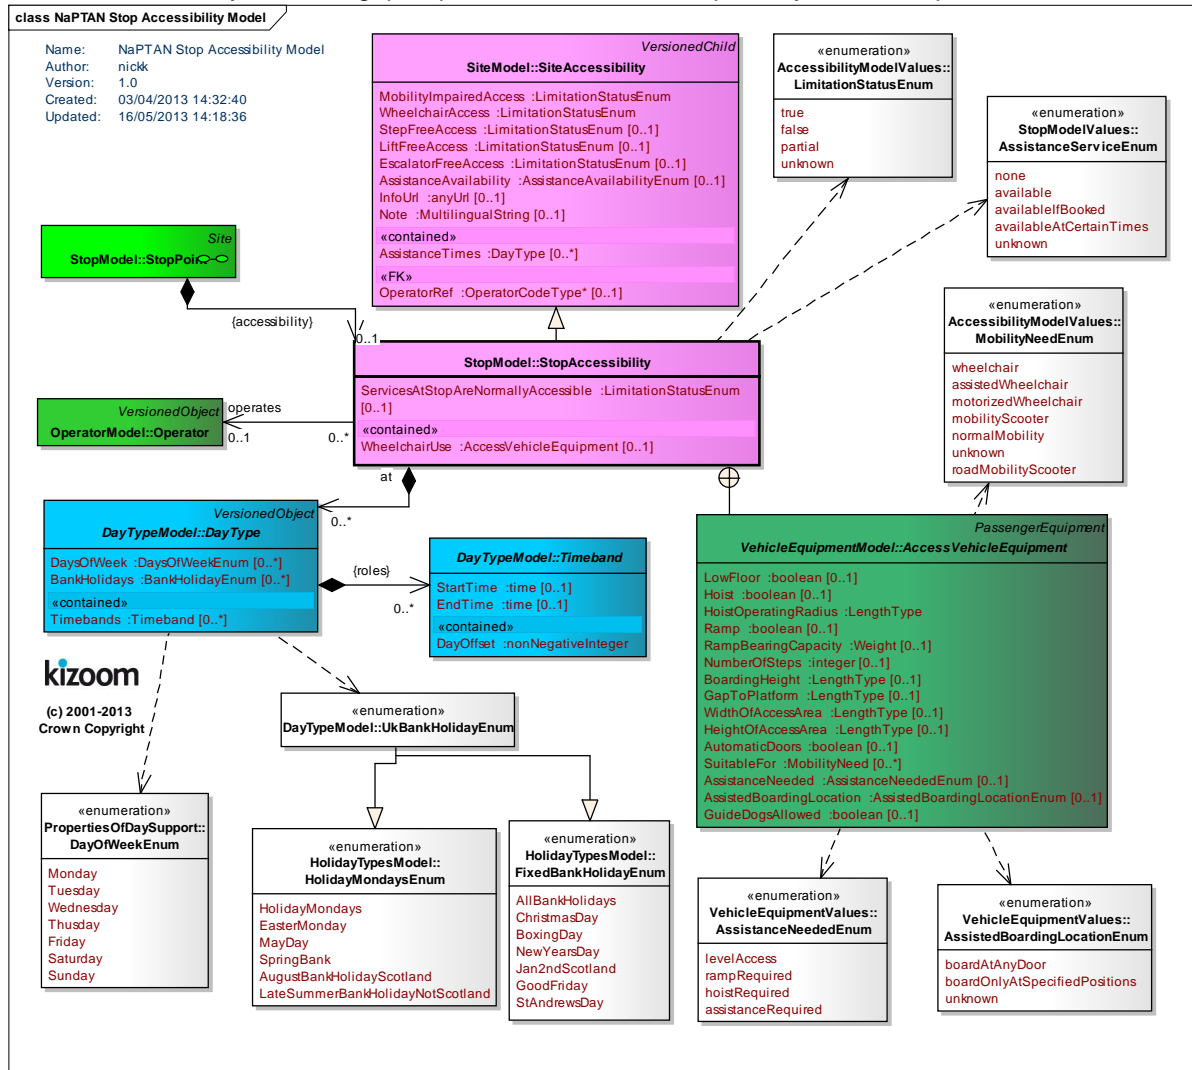 class NaPTAN Stop Accessibility Model
Name: NaPTAN Stop Accessibility Model
Author: nickk
Version: 1.0
Created: 03/04/2013 14:32:40
Updated: 16/05/2013 14:18:36
VersionedChild
SiteModel::SiteAccessibility
MobilityImpairedAccess :LimitationStatusEnum
WheelchairAccess :LimitationStatusEnum
StepFreeAccess :LimitationStatusEnum [0..1]
LiftFreeAccess :LimitationStatusEnum [0..1]
EscalatorFreeAccess :LimitationStatusEnum [0..1]
AssistanceAvailability :AssistanceAvailabilityEnum [0..1]
InfoUrl :anyUrl [0..1]
Note :MultilingualString [0..1]
«contained»
AssistanceTimes :DayType [0..*]
«FK»
OperatorRef :OperatorCodeType* [0..1]
«enumeration»
AccessibilityModelValues::
LimitationStatusEnum
true
false
partial
unknown
«enumeration»
StopModelValues::
AssistanceServiceEnum
none
available
availableIfBooked
availableAtCertainTimes
unknown
Site
StopModel::StopPoint
{accessibility}
0..1
StopModel::StopAccessibility
ServicesAtStopAreNormallyAccessible :LimitationStatusEnum
[0..1]
«contained»
WheelchairUse :AccessVehicleEquipment [0..1]
«enumeration»
AccessibilityModelValues::
MobilityNeedEnum
wheelchair
assistedWheelchair
motorizedWheelchair
mobilityScooter
normalMobility
unknown
roadMobilityScooter
VersionedObject
OperatorModel::Operator
operates
0..1
0..*
at
0..*
VersionedObject
DayTypeModel::DayType
DaysOfWeek :DaysOfWeekEnum [0..*]
BankHolidays :BankHolidayEnum [0..*]
«contained»
Timebands :Timeband [0..*]
{roles}
0..*
DayTypeModel::Timeband
StartTime :time [0..1]
EndTime :time [0..1]
«contained»
DayOffset :nonNegativeInteger
PassengerEquipment
VehicleEquipmentModel::AccessVehicleEquipment
LowFloor :boolean [0..1]
Hoist :boolean [0..1]
HoistOperatingRadius :LengthType
Ramp :boolean [0..1]
RampBearingCapacity :Weight [0..1]
NumberOfSteps :integer [0..1]
BoardingHeight :LengthType [0..1]
GapToPlatform :LengthType [0..1]
WidthOfAccessArea :LengthType [0..1]
HeightOfAccessArea :LengthType [0..1]
AutomaticDoors :boolean [0..1]
SuitableFor :MobilityNeed [0..*]
AssistanceNeeded :AssistanceNeededEnum [0..1]
AssistedBoardingLocation :AssistedBoardingLocationEnum [0..1]
GuideDogsAllowed :boolean [0..1]
kizoom
(c) 2001-2013
Crown Copyright
«enumeration»
DayTypeModel::UkBankHolidayEnum
«enumeration»
PropertiesOfDaySupport::
DayOfWeekEnum
Monday
Tuesday
Wednesday
Thusday
Friday
Saturday
Sunday
«enumeration»
HolidayTypesModel::
HolidayMondaysEnum
HolidayMondays
EasterMonday
MayDay
SpringBank
AugustBankHolidayScotland
LateSummerBankHolidayNotScotland
«enumeration»
HolidayTypesModel::
FixedBankHolidayEnum
AllBankHolidays
ChristmasDay
BoxingDay
NewYearsDay
Jan2ndScotland
GoodFriday
StAndrewsDay
«enumeration»
VehicleEquipmentValues::
AssistanceNeededEnum
levelAccess
rampRequired
hoistRequired
assistanceRequired
«enumeration»
VehicleEquipmentValues::
AssistedBoardingLocationEnum
boardAtAnyDoor
boardOnlyAtSpecifiedPositions
unknown